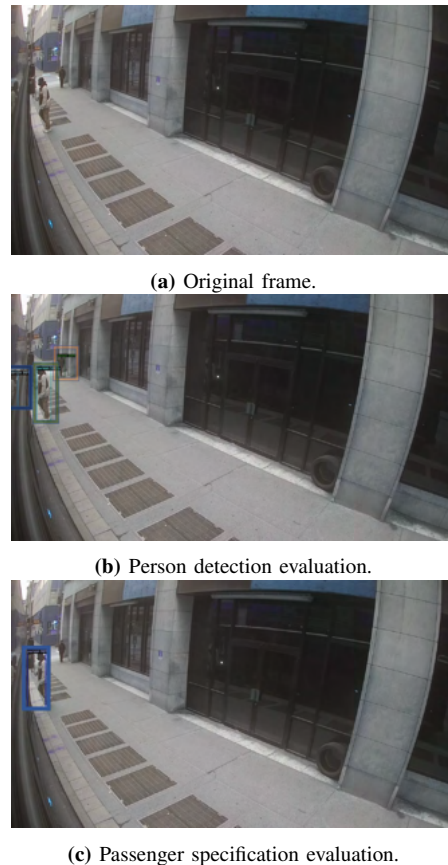 (a) Original frame.
(b) Person detection evaluation.
(c) Passenger specification evaluation.